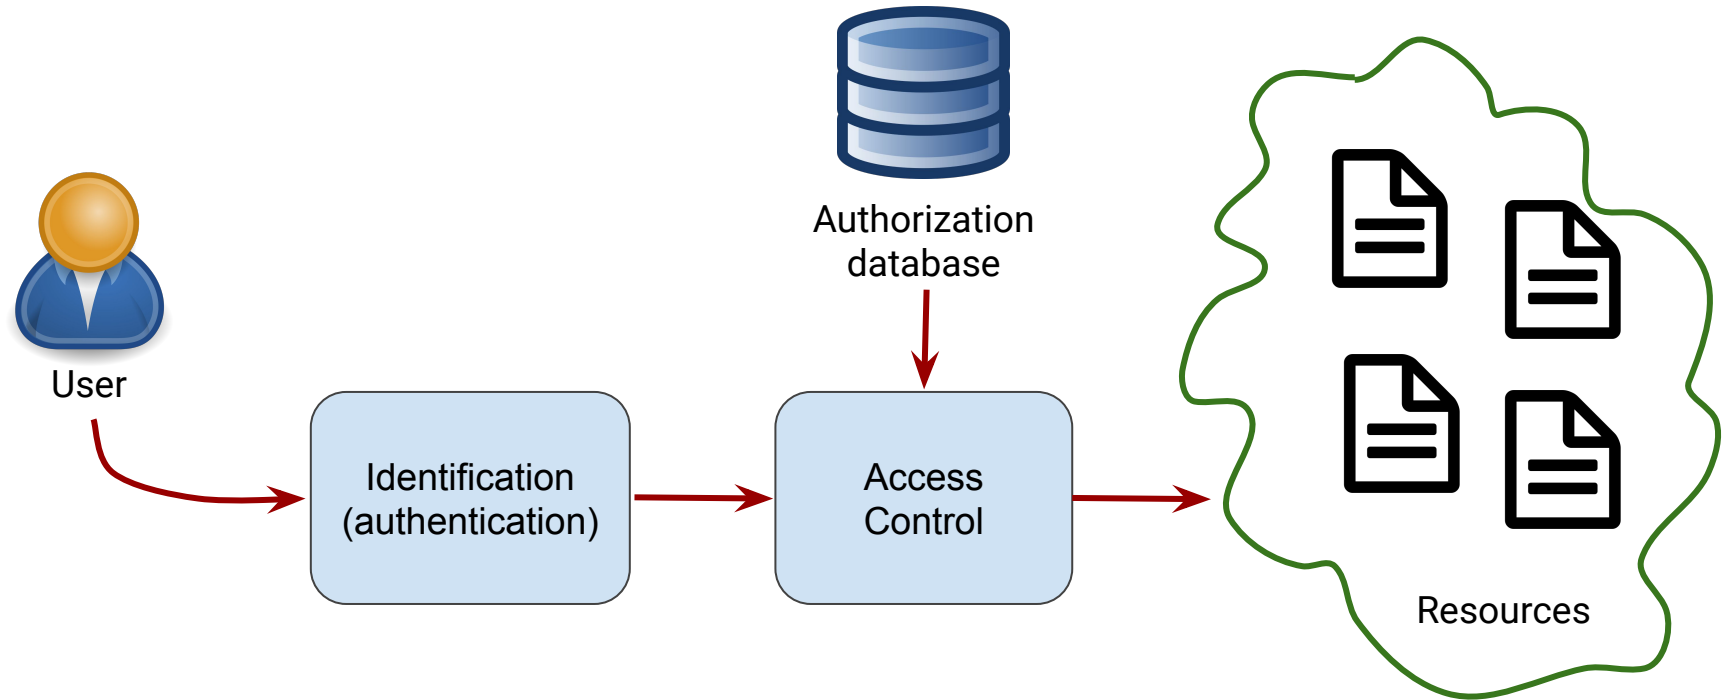 User
Identification
(authentication)
Authorization
database
Access
Control
Resources